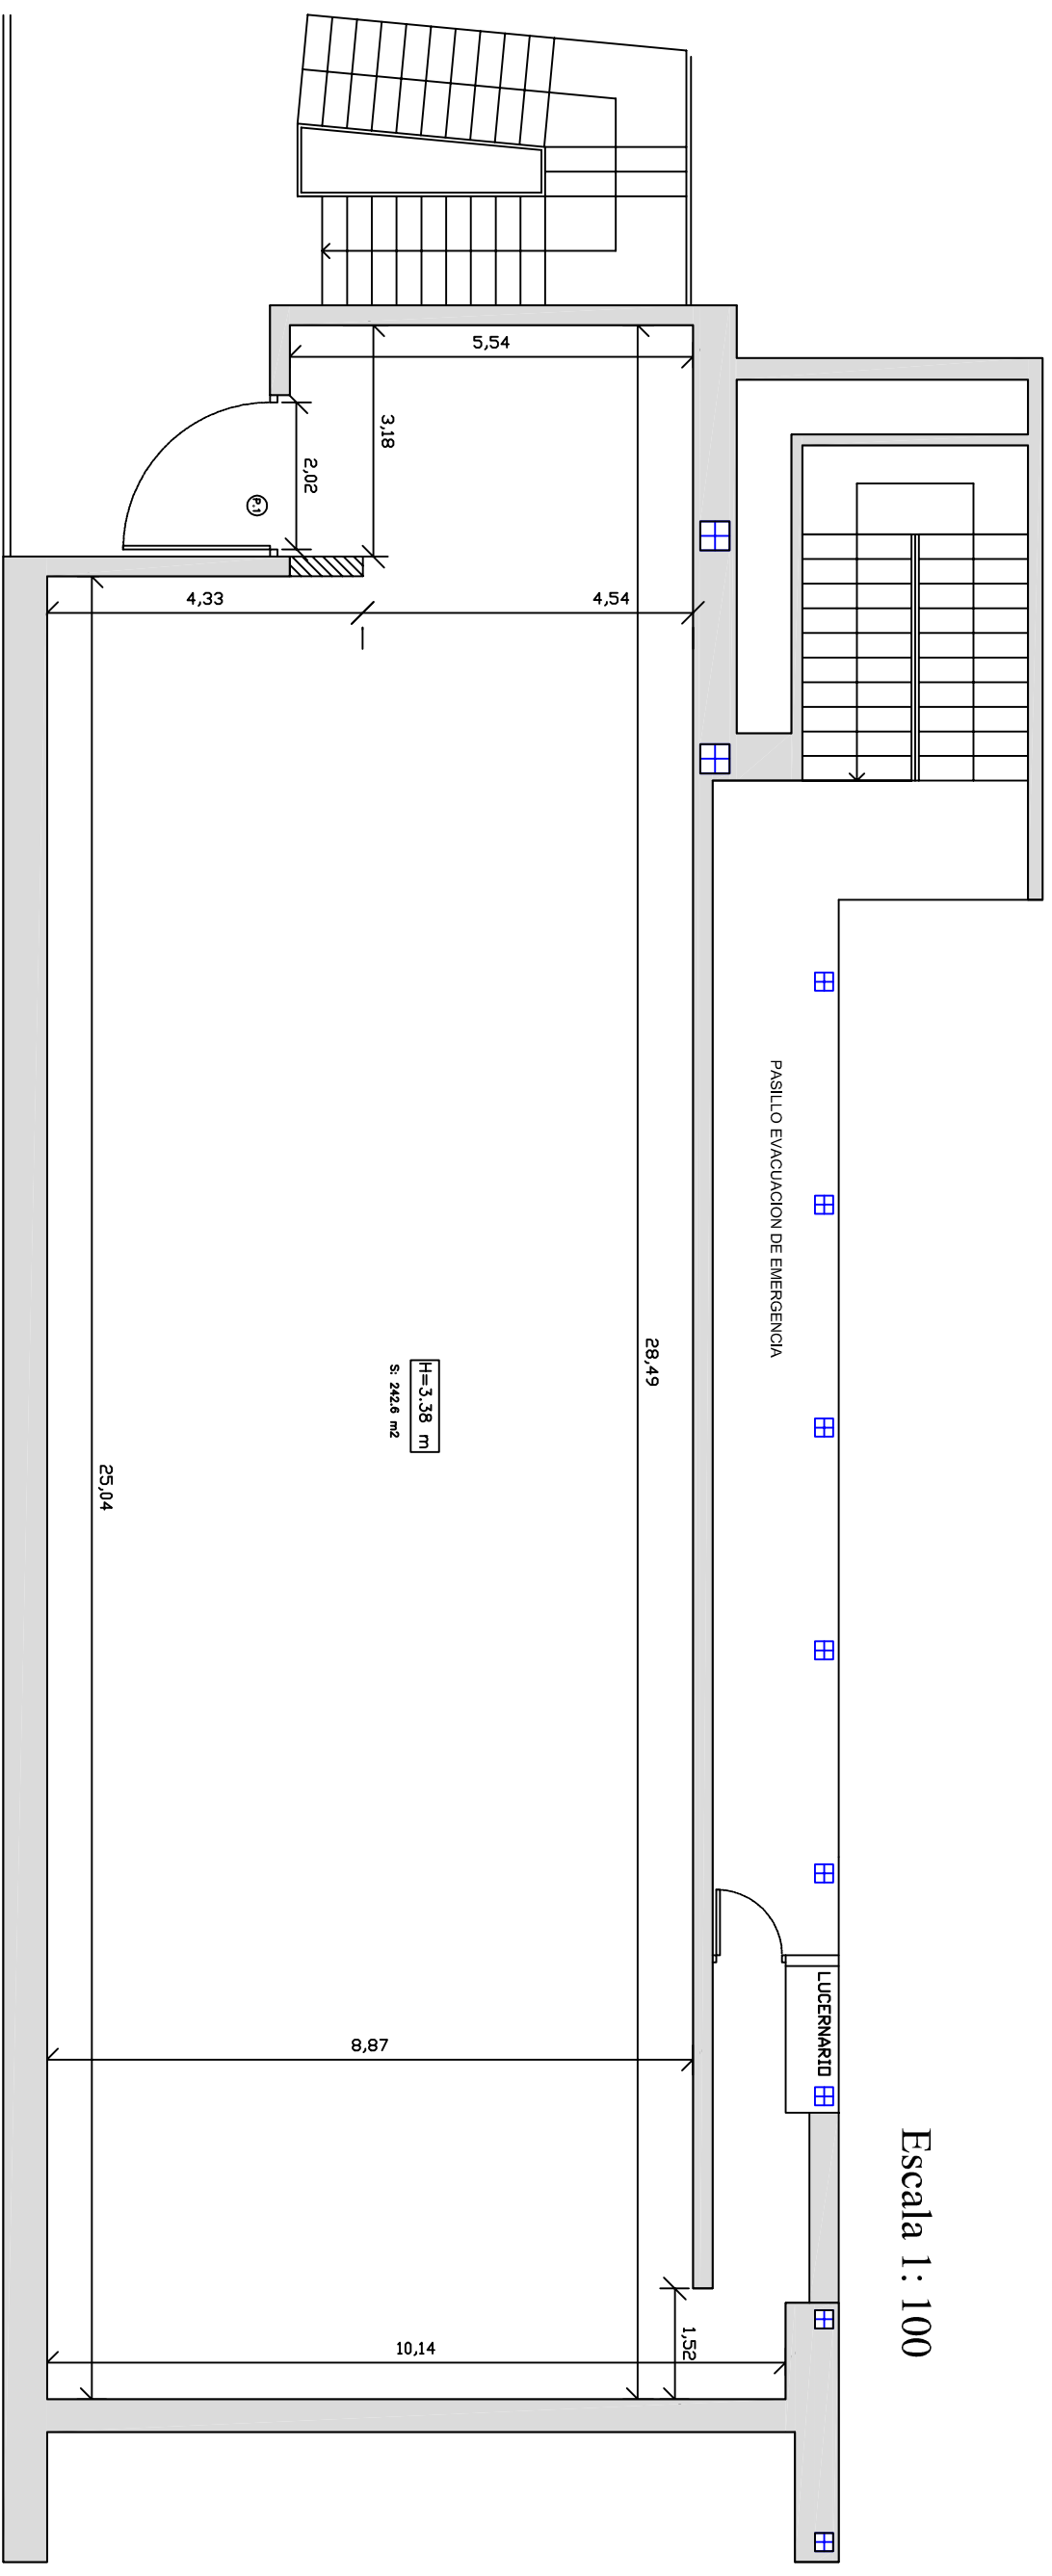 5,54
3,18
2,02
P.1
4,33
4,54
PASILLO EVACUACION DE EMERGENCIA
28,49
H=3.38 m
S: 242.6 m2
25,04
LUCERNARIO
8,87
Escala 1: 100
1,52
10,14